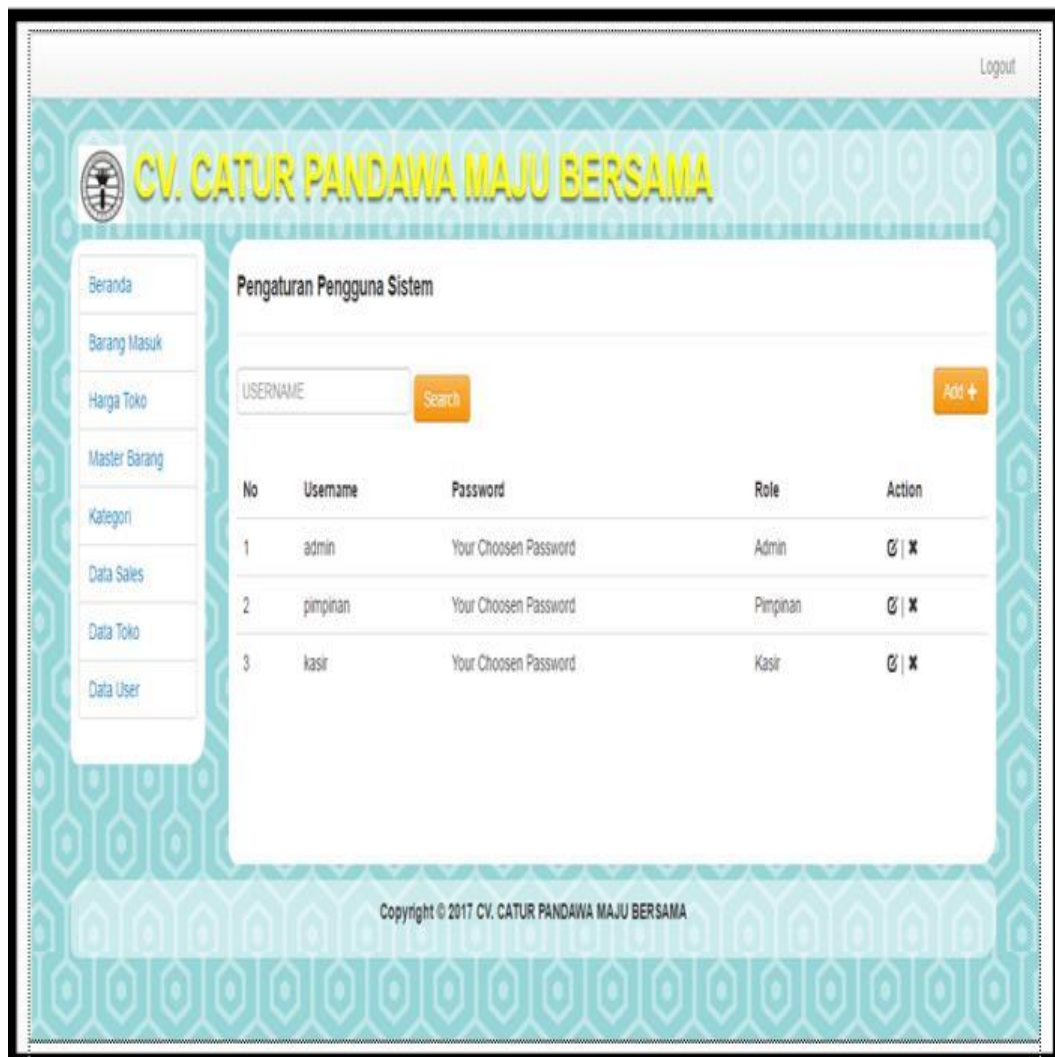 Logout
CV. CATUR PANDAWA MAJU BERSAMA
Beranda
Barang Masuk
Harga Toko
Master Barang
Kategori
Data Sales
Data Toko
Data User
Pengaturan Pengguna Sistem
USERNAME Search Add +
No Username Password Role Action
1 admin Your Choosen Password Admin |
2 pimpinan Your Choosen Password Pimpinan |
3 kasir Your Choosen Password Kasir |
Copyright © 2017 CV. CATUR PANDAWA MAJU BERSAMA